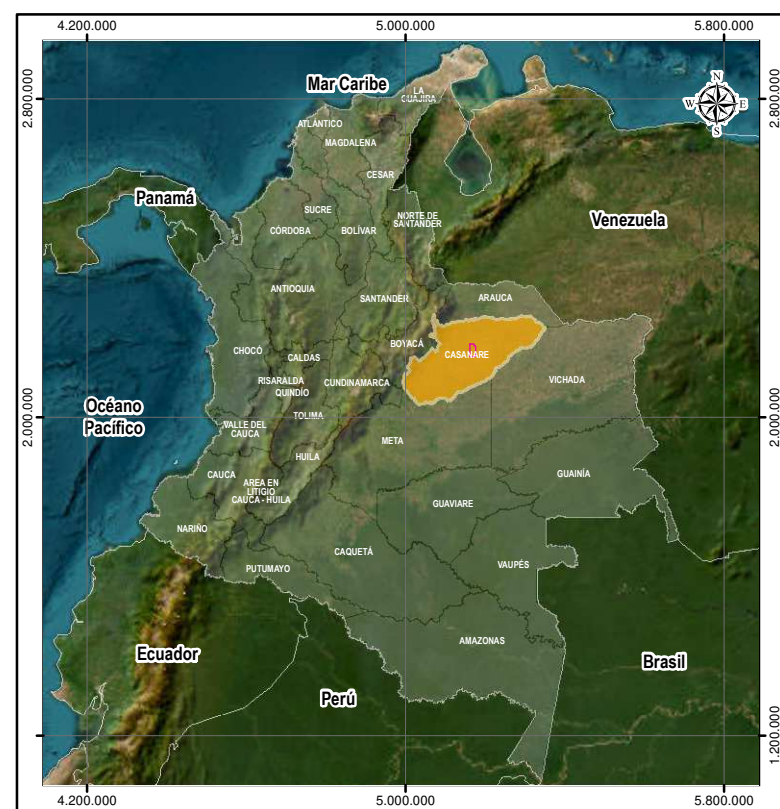 4.200.000
5.000.000
5.800.000
2.800.000
2.800.000
Mar Caribe
LA
GUAJIRA
N
W
E
S
ATLÁNTICO
MAGDALENA
CESAR
Panamá
SUCRE
NORTE DE
SANTANDER
Venezuela
CÓRDOBA
BOLÍVAR
ANTIOQUIA
SANTANDER
ARAUCA
BOYACÁ
CHOCÓ
CALDAS
CASANARE
RISARALDA
CUNDINAMARCA
VICHADA
QUINDÍO
Océano
Pacífico
TOLIMA
2.000.000
2.000.000
VALLE DEL
CAUCA
META
HUILA
CAUCA
AREA EN
LITIGIO
CAUCA - HUILA
GUAINÍA
GUAVIARE
NARIÑO
CAQUETÁ
VAUPÉS
PUTUMAYO
AMAZONAS
Ecuador
Perú
Brasil
1.200.000
1.200.000
4.200.000
5.000.000
5.800.000